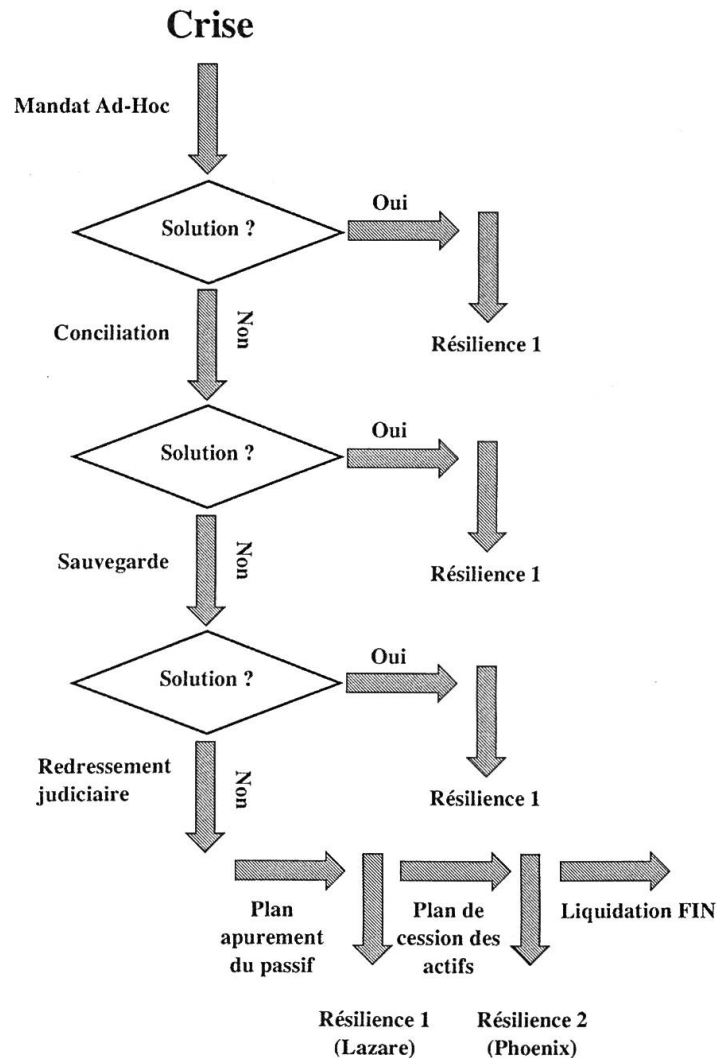 Crise
Mandat Ad-Hoc
Solution ?
Oui
Résilience 1
Conciliation
Non
Solution ?
Oui
Résilience 1
Sauvegarde
Non
Solution ?
Oui
Résilience 1
Redressement
judiciaire
Non
Plan
apurement
du passif
Plan de
cession des
actifs
Liquidation FIN
Résilience 1
(Lazare)
Résilience 2
(Phoenix)